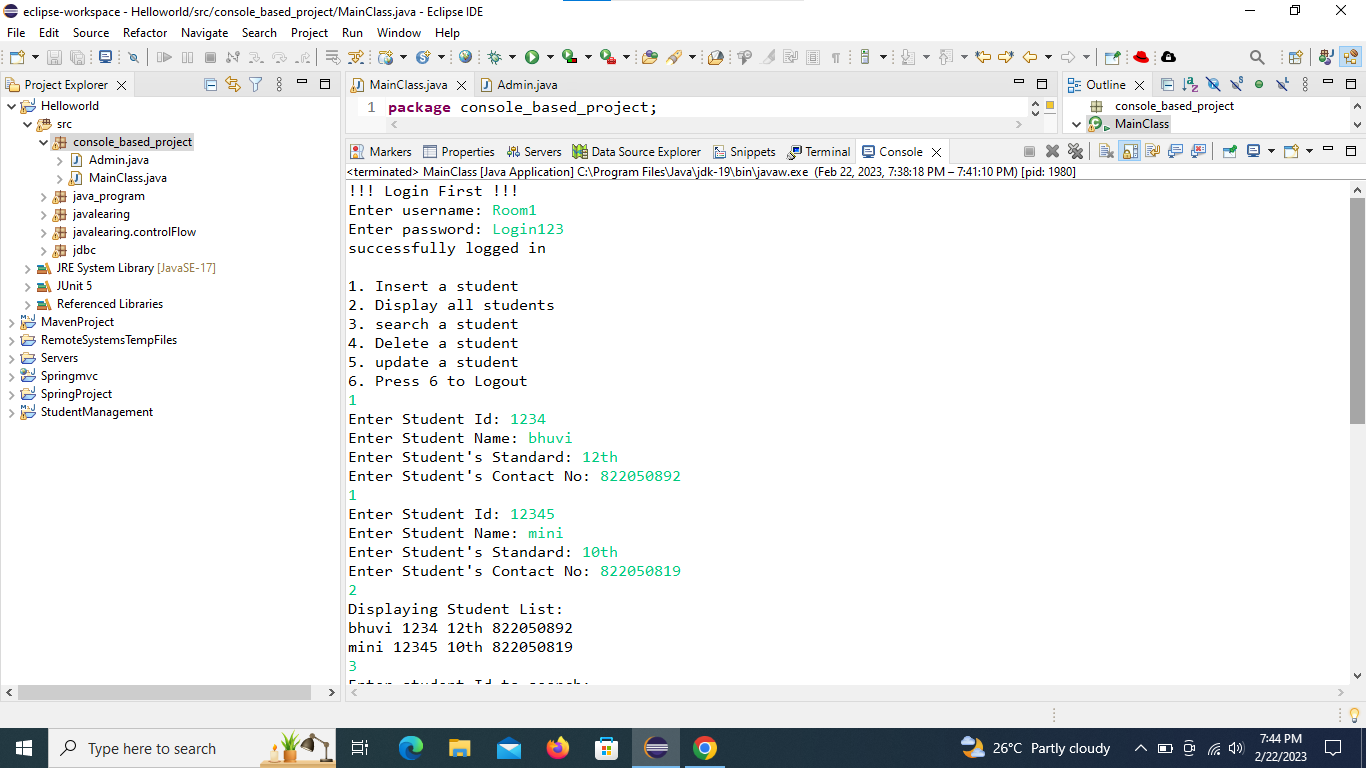 eclipse-workspace - Helloworld/src/console_based_project/MainClass.java - Eclipse IDE
File Edit Source Refactor Navigate Search Project Run Window Help
Project Explorer
Helloworld
src
console_based_project
Admin.java
MainClass.java
java_program
javalearing
javalearing.controlFlow
jdbc
JRE System Library [JavaSE-17]
JUnit 5
Referenced Libraries
MavenProject
RemoteSystemsTempFiles
Servers
Springmvc
SpringProject
StudentManagement
MainClass.java Admin.java
1 package console_based_project;
Outline
console_based_project
MainClass
Markers Properties Servers Data Source Explorer Snippets Terminal Console
<terminated> MainClass [Java Application] C:\Program Files\Java\jdk-19\bin\javaw.exe (Feb 22, 2023, 7:38:18 PM – 7:41:10 PM) [pid: 1980]
!!! Login First !!!
Enter username: Room1
Enter password: Login123
successfully logged in
1. Insert a student
2. Display all students
3. search a student
4. Delete a student
5. update a student
6. Press 6 to Logout
1
Enter Student Id: 1234
Enter Student Name: bhuvi
Enter Student's Standard: 12th
Enter Student's Contact No: 822050892
1
Enter Student Id: 12345
Enter Student Name: mini
Enter Student's Standard: 10th
Enter Student's Contact No: 822050819
2
Displaying Student List:
bhuvi 1234 12th 822050892
mini 12345 10th 822050819
3
Enter student Id to search:
Type here to search
26°C Partly cloudy
7:44 PM
2/22/2023